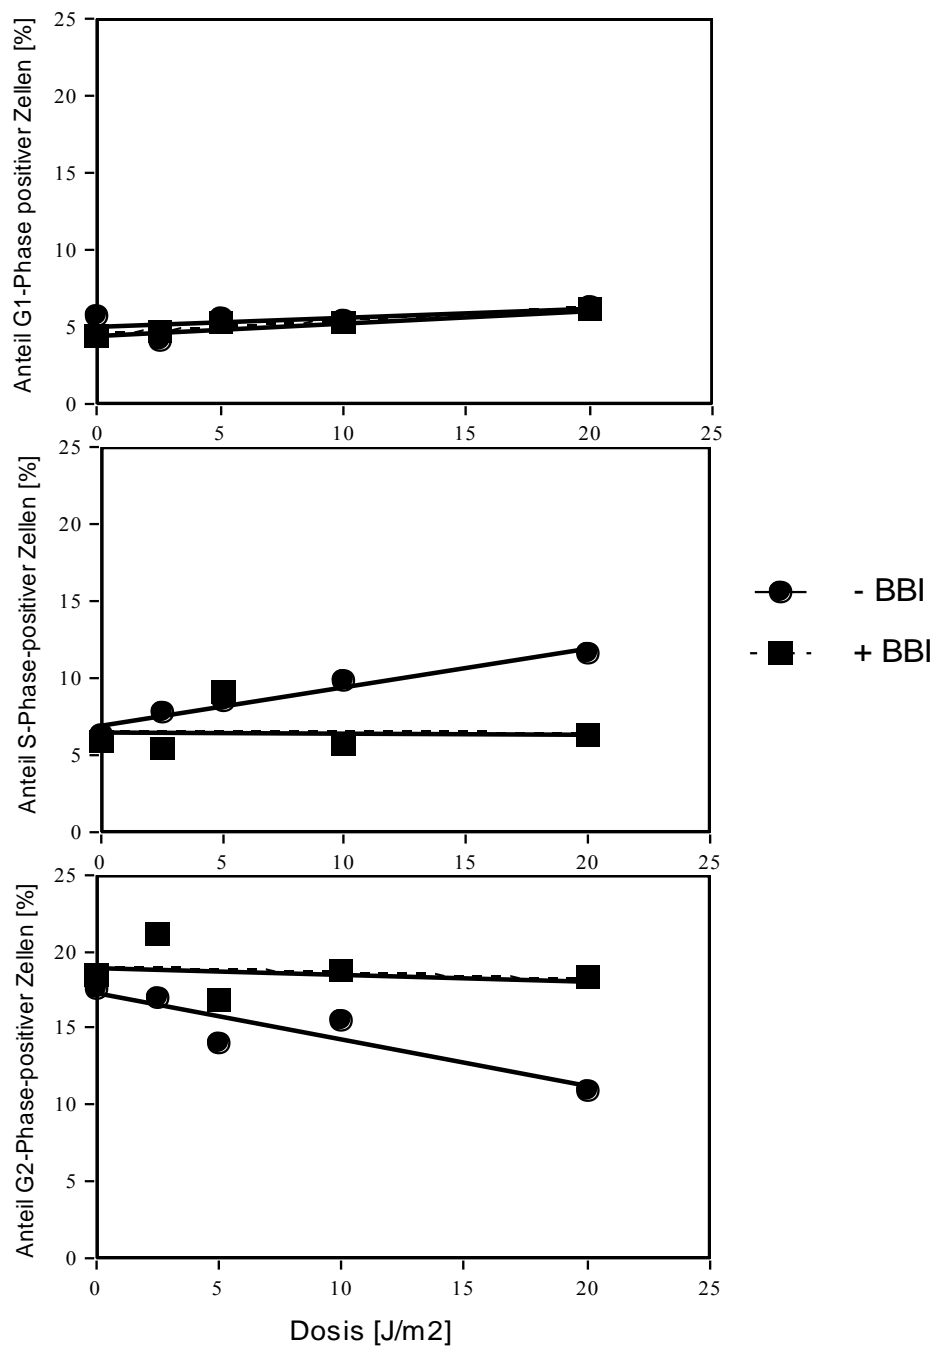 Anteil G1-Phase positiver Zellen [%]
25
20
15
10
5
0
0 5 10 15 20 25
Anteil S-Phase-positiver Zellen [%]
25
20
15
10
5
0
0 5 10 15 20 25
- BBI
+ BBI
Anteil G2-Phase-positiver Zellen [%]
25
20
15
10
5
0
0 5 10 15 20 25
Dosis [J/m2]